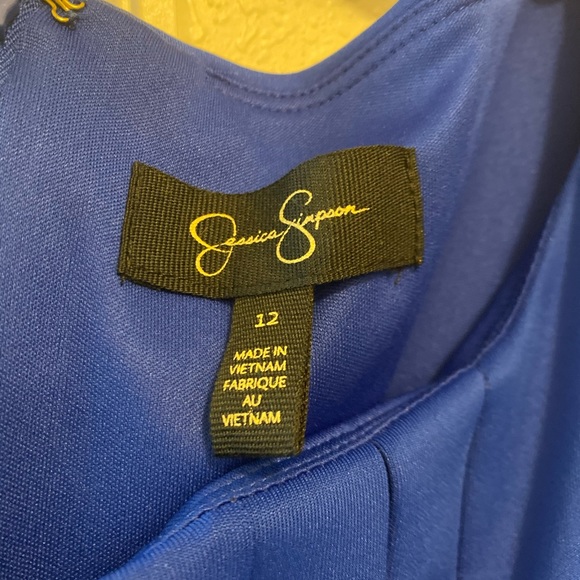 Jessica Simpson
12
MADE IN
VIETNAM
FABRIQUE
AU
VIETNAM